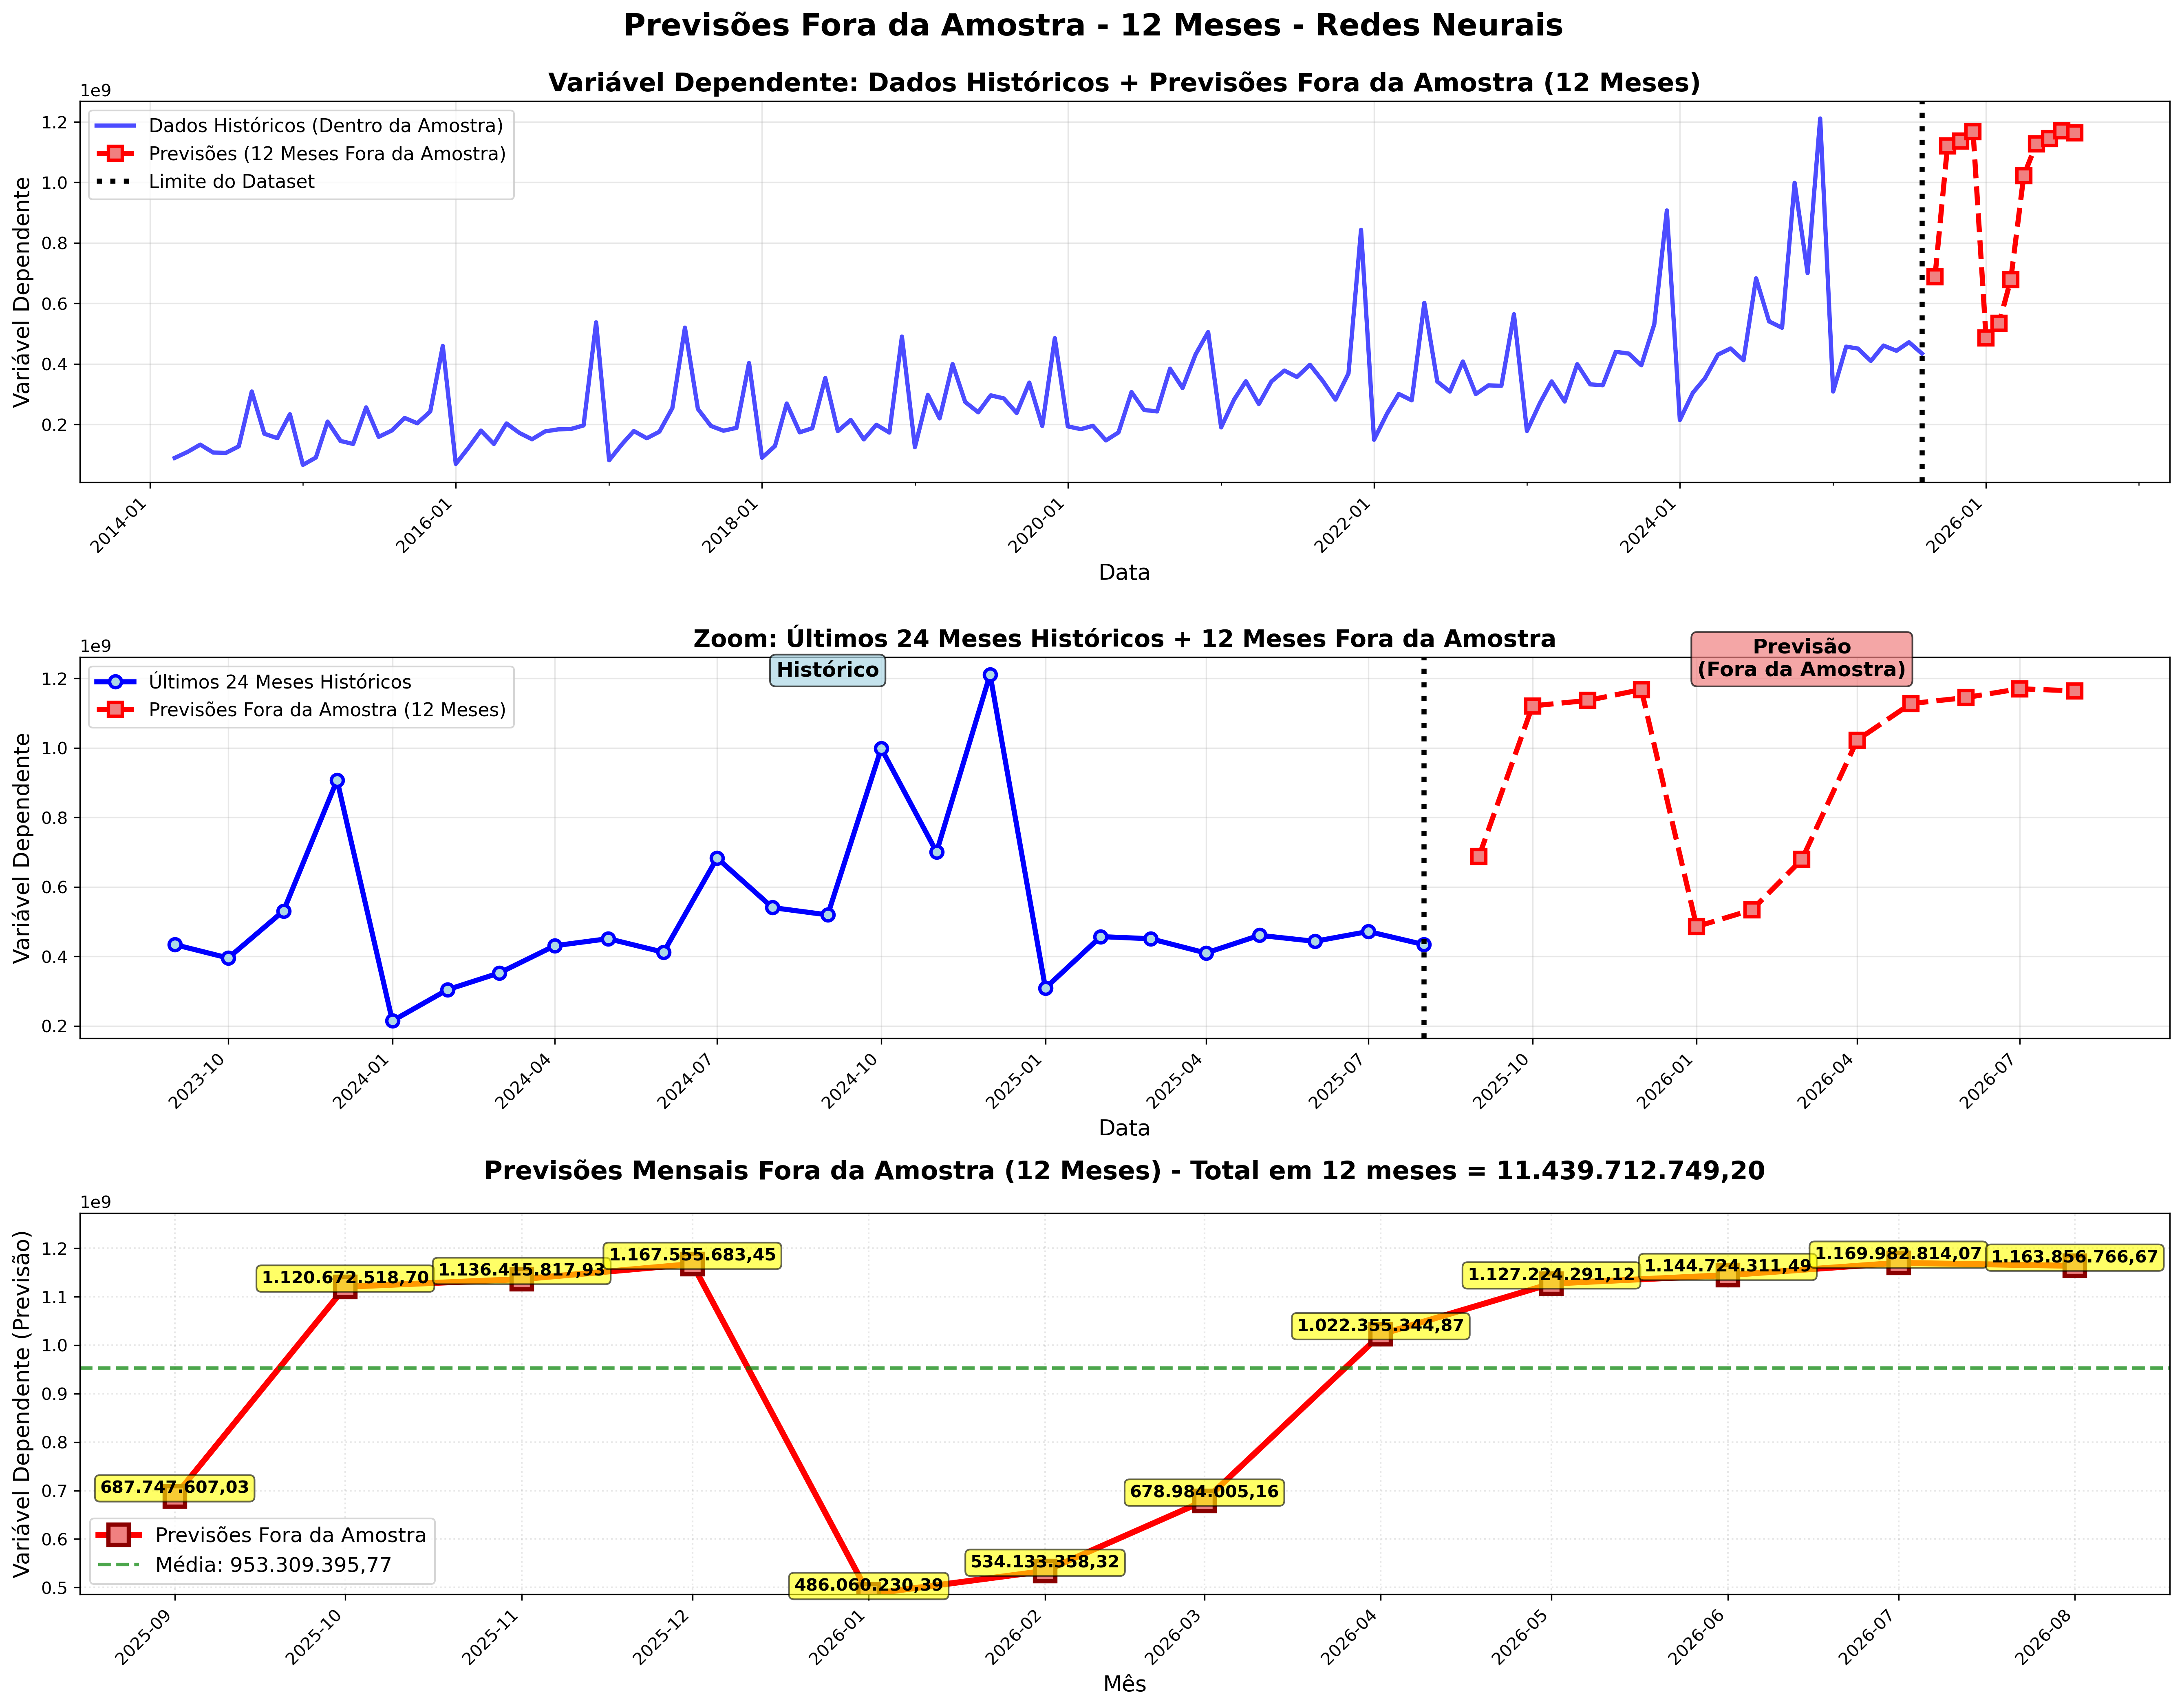 Previsões Fora da Amostra - 12 Meses - Redes Neurais
Variável Dependente: Dados Históricos + Previsões Fora da Amostra (12 Meses)
1e9
Dados Históricos (Dentro da Amostra)
Previsões (12 Meses Fora da Amostra)
Limite do Dataset
Variável Dependente
1.2
1.0
0.8
0.6
0.4
0.2
2014-01
2016-01
2018-01
2020-01
2022-01
2024-01
2026-01
Data
Zoom: Últimos 24 Meses Históricos + 12 Meses Fora da Amostra
1e9
Últimos 24 Meses Históricos
Previsões Fora da Amostra (12 Meses)
Histórico
Previsão
(Fora da Amostra)
Variável Dependente
1.2
1.0
0.8
0.6
0.4
0.2
2023-10
2024-01
2024-04
2024-07
2024-10
2025-01
2025-04
2025-07
2025-10
2026-01
2026-04
2026-07
Data
Previsões Mensais Fora da Amostra (12 Meses) - Total em 12 meses = 11.439.712.749,20
1e9
Variável Dependente (Previsão)
1.2
1.1
1.0
0.9
0.8
0.7
0.6
0.5
687.747.607,03
1.120.672.518,70
1.136.415.817,93
1.167.555.683,45
486.060.230,39
534.133.358,32
678.984.005,16
1.022.355.344,87
1.127.224.291,12
1.144.724.311,49
1.169.982.814,07
1.163.856.766,67
Previsões Fora da Amostra
Média: 953.309.395,77
2025-09
2025-10
2025-11
2025-12
2026-01
2026-02
2026-03
2026-04
2026-05
2026-06
2026-07
2026-08
Mês